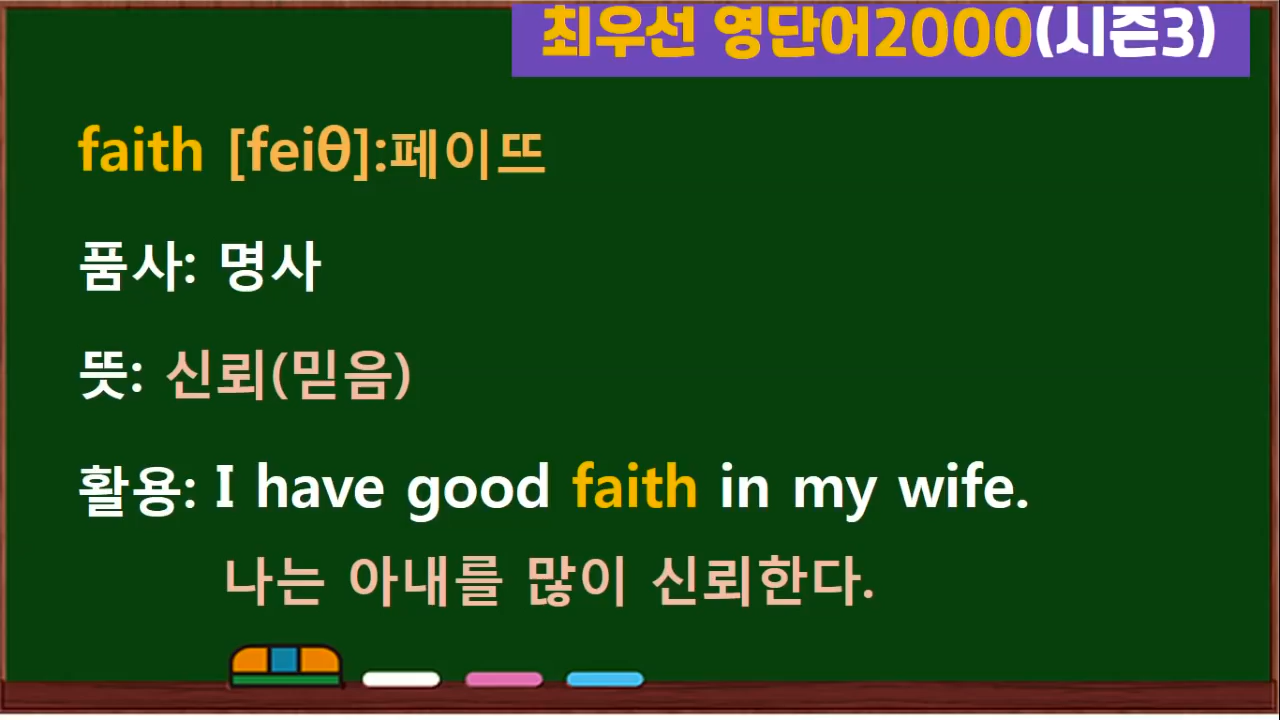 최우선 영단어2000(시즌3)
faith [feiθ]:페이뜨
품사: 명사
뜻: 신뢰(믿음)
활용: I have good faith in my wife.
나는 아내를 많이 신뢰한다.